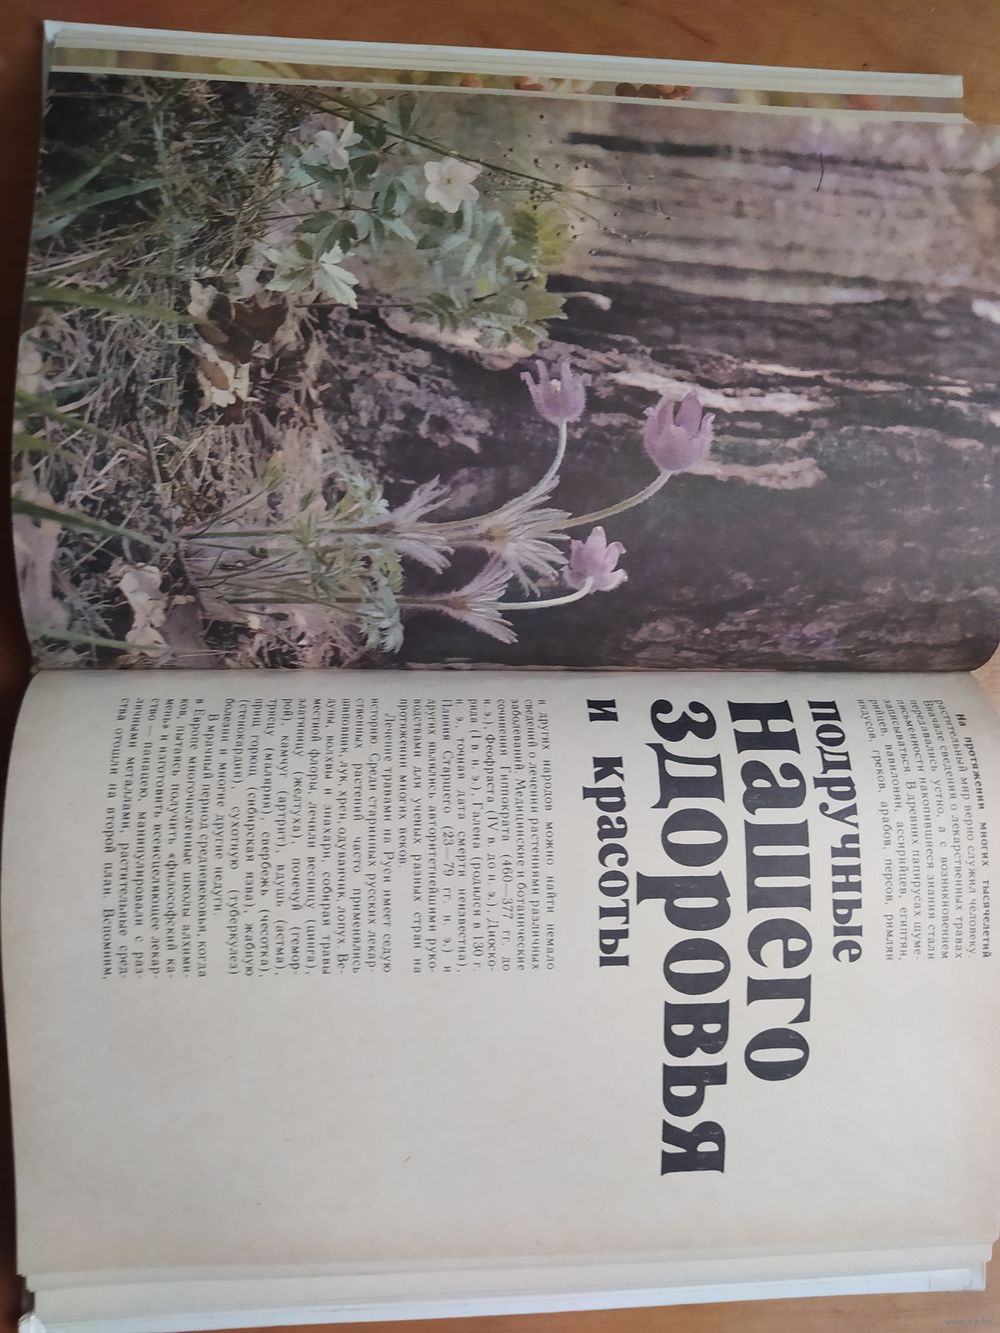 На протяжении многих тысячелетий
растительный мир верно служил человеку.
Вначале сведения о лекарственных травах
передавались устно, а с возникновением
письменности накопившиеся знания стали
записываться. В древних папирусах шуме-
рийцев, вавилонян, ассирийцев, египтян,
индусов, греков, арабов, персов, римлян
подручные
нашего
здоровья
и красоты
и других народов можно найти немало
сведений о лечении растениями различных
заболеваний. Медицинские и ботанические
сочинения Гиппократа (460—377 гг. до
н. э.), Феофраста (IV в. до н. э.), Диоско-
рида (I в. н. э.), Галена (родился в 130 г.
н. э., точная дата смерти неизвестна),
Плиния Старшего (23—79 гг. н. э.) и
других являлись авторитетнейшими руко-
водствами для ученых разных стран на
протяжении многих веков.
Лечение травами на Руси имеет седую
историю. Среди старинных русских лекар-
ственных растений часто применялись
шиповник, лук, хрен, одуванчик, лопух. Ве-
дуны, волхвы и знахари, собирая травы
местной флоры, лечили весницу (цинга),
златницу (желтуха), почечуй (гемор-
рой), камчуг (артрит), вдушь (астма),
трясцу (малярия), свербежь (чесотка),
прищ горющ (сибирская язва), жабную
(стенокардия), сухотную (туберкулез)
болезни и многие другие недуги.
В мрачный период средневековья, когда
в Европе многочисленные школы алхими-
ков, пытаясь получить «философский ка-
мень» и изготовить всеисцеляющее лекар-
ство — панацею, манипулировали с раз-
личными металлами, растительные сред-
ства отошли на второй план. Вспомним,
www.ay.by